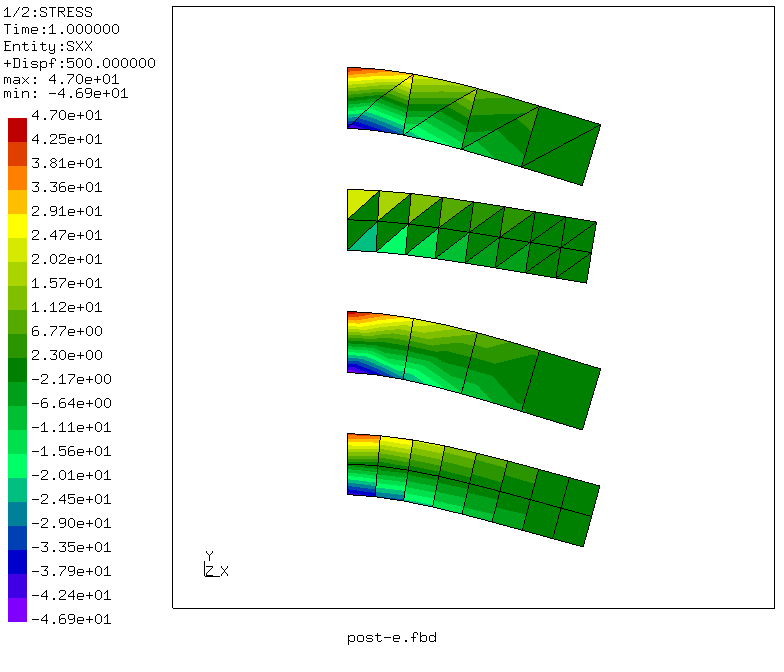 1/2:STRESS
Time:1.000000
Entity:SXX
+Dispf:500.000000
max: 4.70e+01
min: -4.69e+01
4.70e+01
4.25e+01
3.81e+01
3.36e+01
2.91e+01
2.47e+01
2.02e+01
1.57e+01
1.12e+01
6.77e+00
2.30e+00
-2.17e+00
-6.64e+00
-1.11e+01
-1.56e+01
-2.01e+01
-2.45e+01
-2.90e+01
-3.35e+01
-3.79e+01
-4.24e+01
-4.69e+01
Y
Z X
post-e.fbd